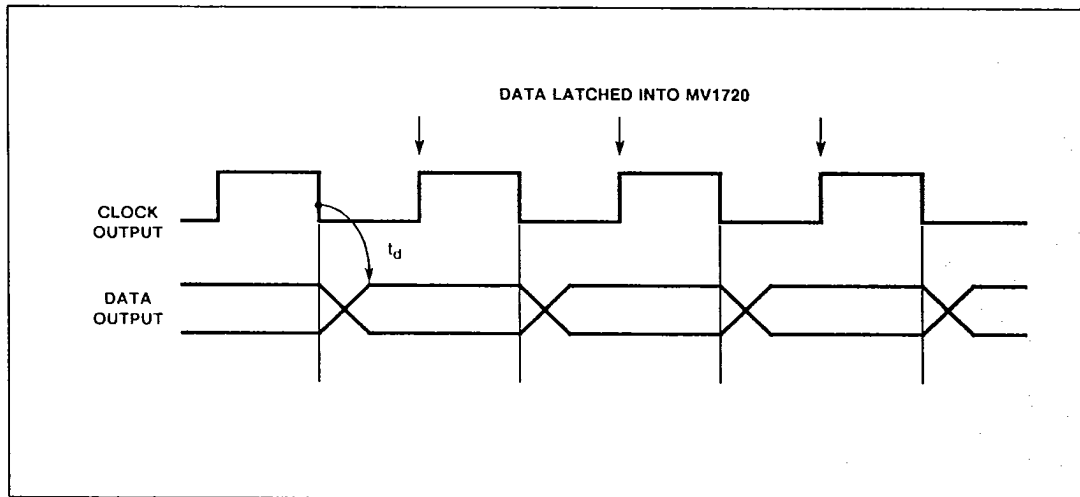 DATA LATCHED INTO MV1720
CLOCK
OUTPUT
td
DATA
OUTPUT